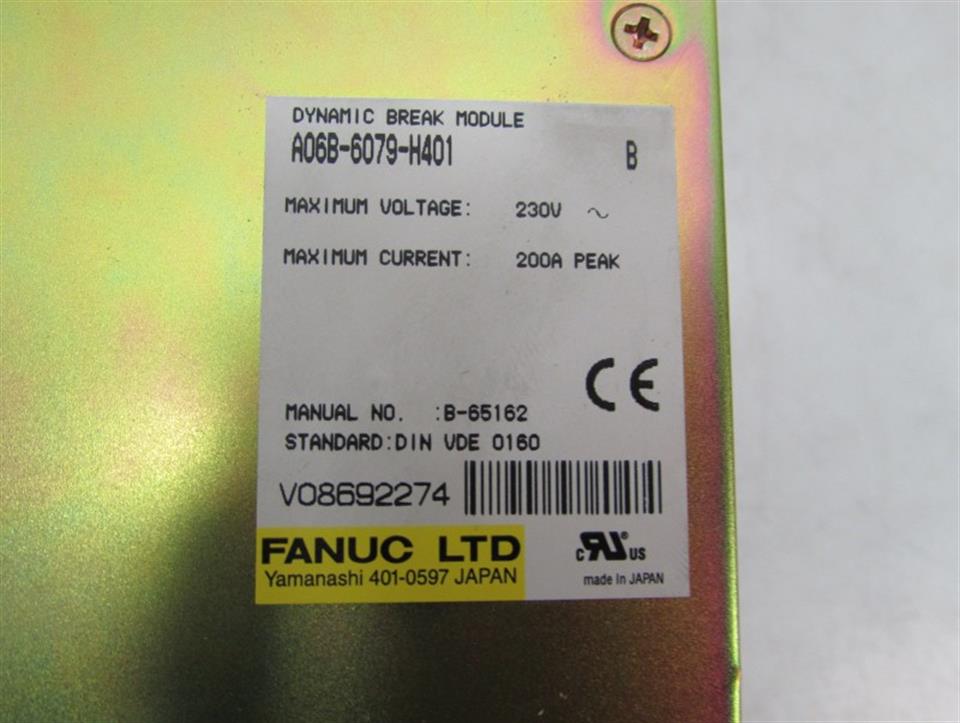 DYNAMIC BREAK MODULE
A06B-6079-H401 B
MAXIMUM VOLTAGE: 230V ~
MAXIMUM CURRENT: 200A PEAK
CE
MANUAL NO. :B-65162
STANDARD:DIN VDE 0160
V08692274
FANUC LTD
Yamanashi 401-0597 JAPAN
c RU ® US
made in JAPAN